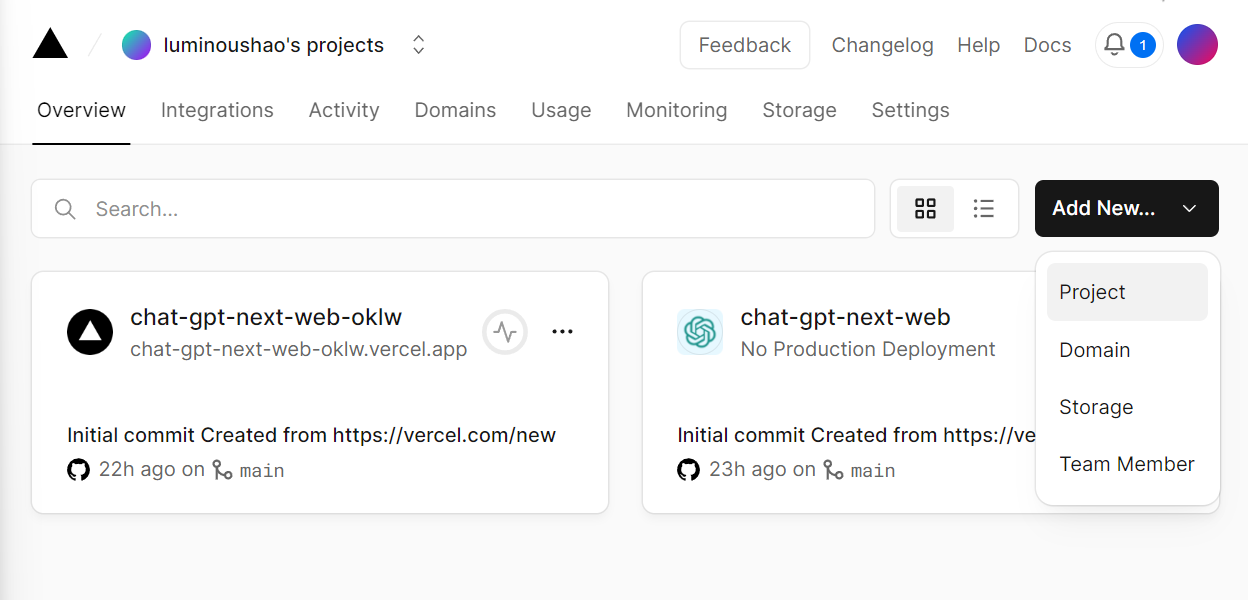 luminoushao's projects
Feedback
Changelog
Help
Docs
1
Overview
Integrations
Activity
Domains
Usage
Monitoring
Storage
Settings
Search...
Add New...
Project
Domain
Storage
Team Member
chat-gpt-next-web-oklw
chat-gpt-next-web-oklw.vercel.app
Initial commit Created from https://vercel.com/new
22h ago on main
chat-gpt-next-web
No Production Deployment
Initial commit Created from https://ve
23h ago on main